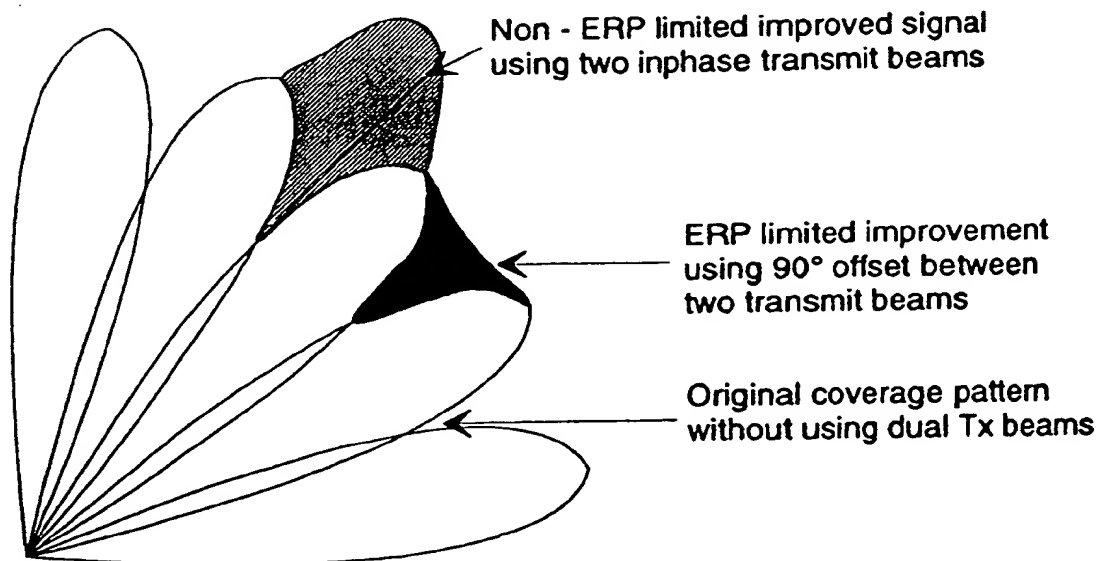 Non - ERP limited improved signal
using two inphase transmit beams
ERP limited improvement
using 90° offset between
two transmit beams
Original coverage pattern
without using dual Tx beams